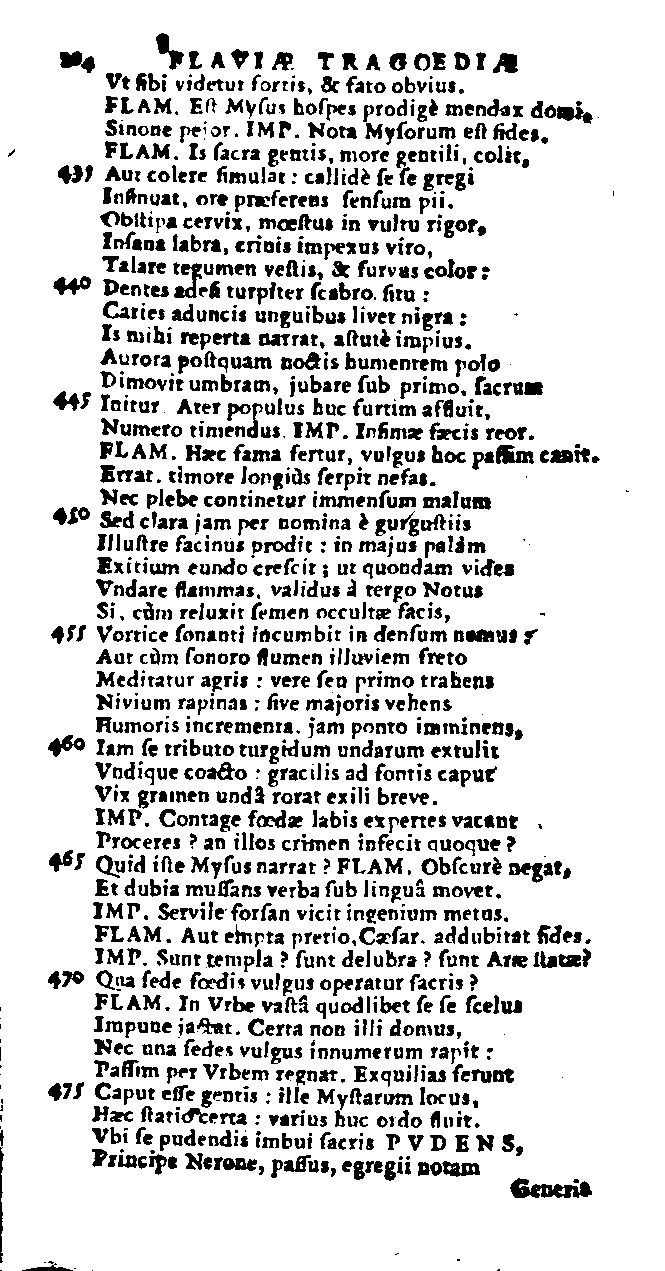 204 FLAVIÆ TRAGOEDIÆ
Vt ſibi videtur fortis, & fato obvius.
FLAM. Eſt Myſus hoſpes prodigè mendax domi,
Sinone pejor. IMP. Nota Myſorum eſt fides.
FLAM. Is ſacra gentis, more gentili, colit,
435 Aut colere ſimulat : callidè ſe ſe gregi
Inſinuat, ore præferens ſenſum pii.
Obſtipa cervix, mœſtus in vultu rigor,
Inſana labra, crinis impexus viro,
Talare tegumen veſtis, & furvus color :
440 Dentes adeſi turpiter ſcabro. ſitu :
Caries aduncis unguibus livet nigra :
Is mihi reperta narrat, aſtutè impius.
Aurora poſtquam noctis humentem polo
Dimovit umbram, jubare ſub primo, ſacrum
445 Initur. Ater populus huc furtim affluit,
Numero timendus. IMP. Infimæ fæcis reor.
FLAM. Hæc fama fertur, vulgus hoc paſſim canit.
Errat. timore longiùs ſerpit nefas.
Nec plebe continetur immenſum malum
450 Sed clara jam per nomina è gurguſtiis
Illuſtre facinus prodit : in majus palàm
Exitium eundo creſcit ; ut quondam vides
Vndare flammas, validus à tergo Notus
Si, cùm reluxit ſemen occultæ facis,
455 Vortice ſonanti incumbit in denſum nemus ;
Aut cùm ſonoro flumen illuviem freto
Meditatur agris : vere ſeu primo trahens
Nivium rapinas : ſive majoris vehens
Humoris incrementa. jam ponto imminens,
460 Iam ſe tributo turgidum undarum extulit
Vndique coacto : gracilis ad fontis caput
Vix gramen undâ rorat exili breve.
IMP. Contage fœdæ labis expertes vacant
Proceres ? an illos crimen infecit quoque ?
465 Quid iſte Myſus narrat ? FLAM. Obſcurè negat,
Et dubia muſſans verba ſub linguâ movet.
IMP. Servile forſan vicit ingenium metus.
FLAM. Aut empta pretio, Cæſar. addubitat fides.
IMP. Sunt templa ? ſunt delubra ? ſunt Aræ ſtatæ?
470 Qua ſede fœdis vulgus operatur ſacris ?
FLAM. In Vrbe vaſtâ quodlibet ſe ſe ſcelus
Impune jactat. Certa non illi domus,
Nec una ſedes vulgus innumerum rapit :
Paſſim per Vrbem regnat. Exquilias ferunt
475 Caput eſſe gentis : ille Myſtarum locus,
Hæc ſtatio certa : varius huc ordo fluit.
Vbi ſe pudendis imbui ſacris PVDENS,
Principe Nerone, paſſus, egregii notam
Generis